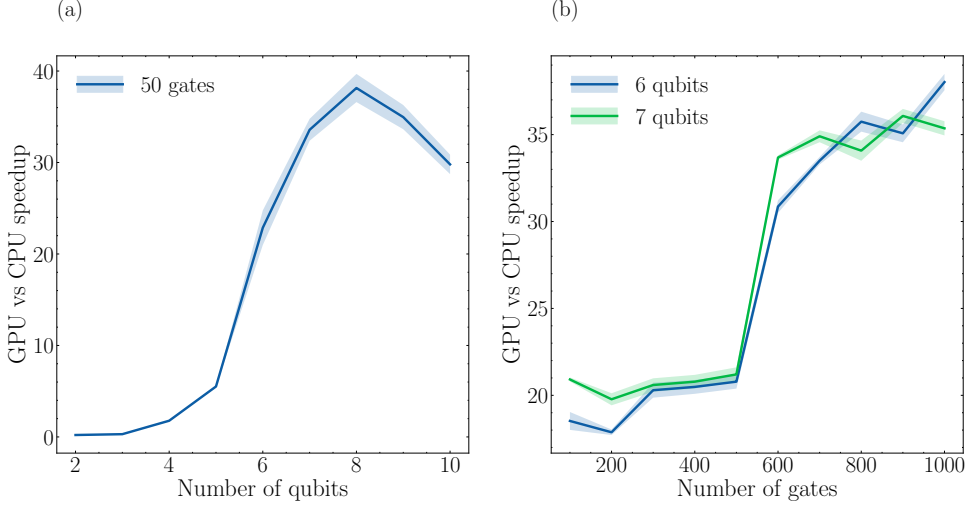 (a)
50 gates
40
30
20
10
0
GPU vs CPU speedup
2 4 6 8 10
Number of qubits
(b)
6 qubits
7 qubits
35
30
25
20
GPU vs CPU speedup
200 400 600 800 1000
Number of gates